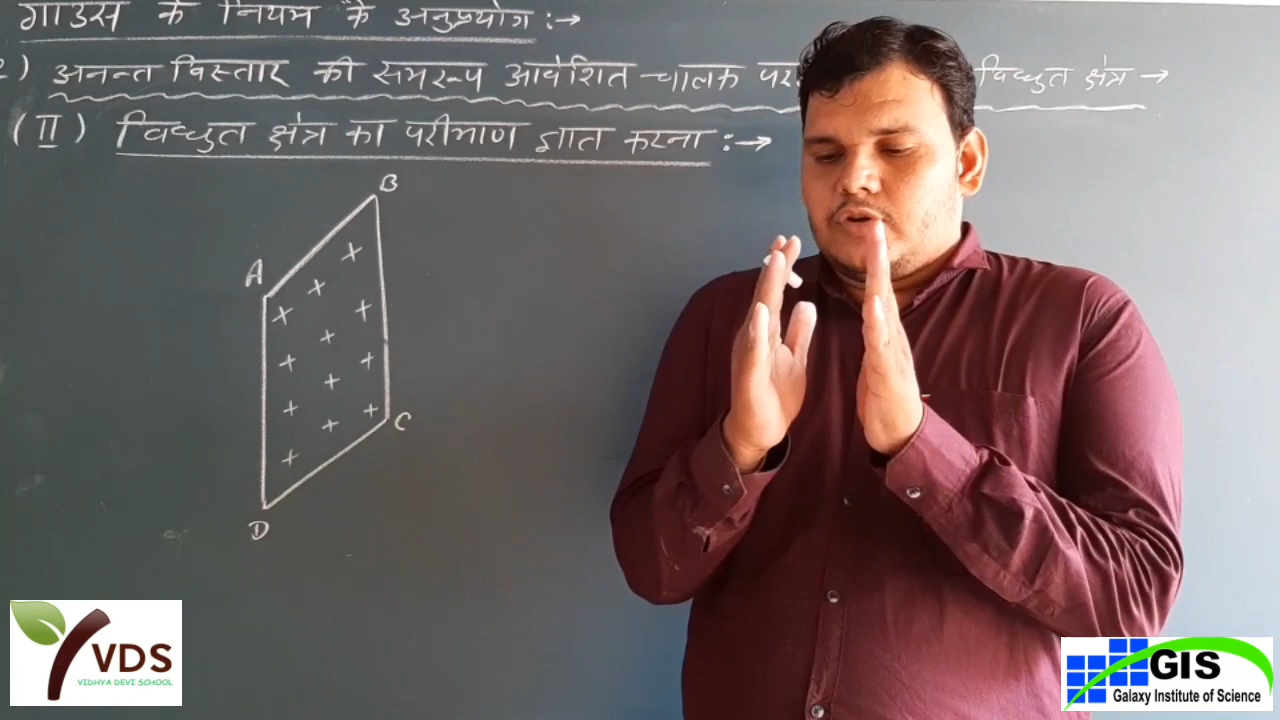 गाउस के नियम के अनुप्रयोग :→
2) अनन्त विस्तार की समरूप आवेशित चालक पर विद्युत क्षेत्र →
(II) विध्युत क्षेत्र का परीमाण ज्ञात करना :→
B
A
+ + + + + + + + + + + +
C
D
VDS
VIDHYA DEVI SCHOOL
GIS
Galaxy Institute of Science